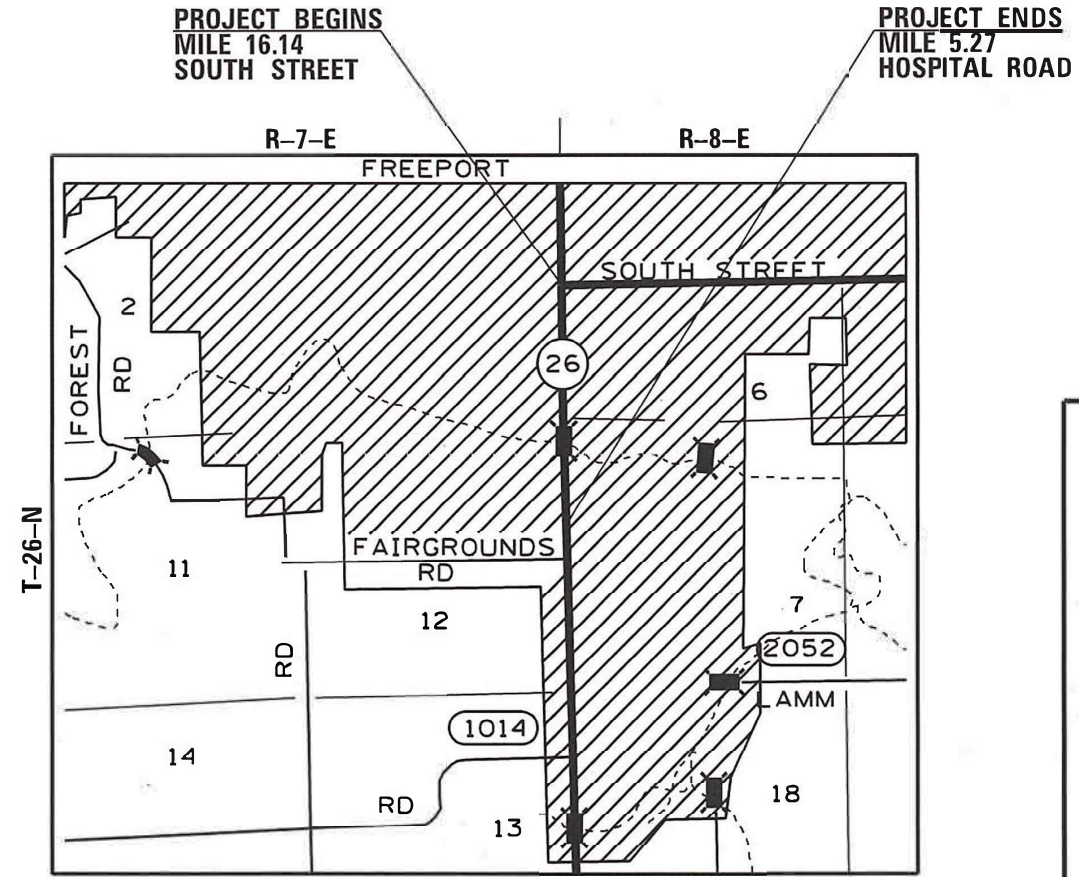 PROJECT BEGINS
MILE 16.14
SOUTH STREET
PROJECT ENDS
MILE 5.27
HOSPITAL ROAD
R-7-E
R-8-E
FREEPORT
SOUTH STREET
2
FOREST
RD
26
6
T-26-N
FAIRGROUNDS
RD
11
12
7
RD
2052
LAMM
1014
14
RD
13
18